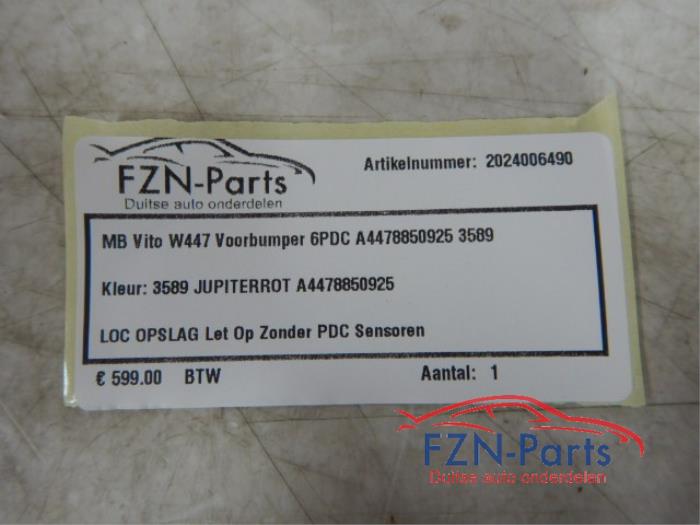 FZN-Parts
Duitse auto onderdelen
Artikelnummer: 2024006490
MB Vito W447 Voorbumper 6PDC A4478850925 3589
Kleur: 3589 JUPITERROT A4478850925
LOC OPSLAG Let Op Zonder PDC Sensoren
€ 599.00 BTW Aantal: 1
FZN-Parts
Duitse auto onderdelen